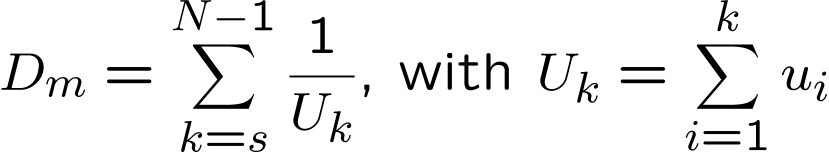 $D_m = \sum_{k=s}^{N-1} \frac{1}{U_k}$, with $U_k = \sum_{i=1}^{k} u_i$